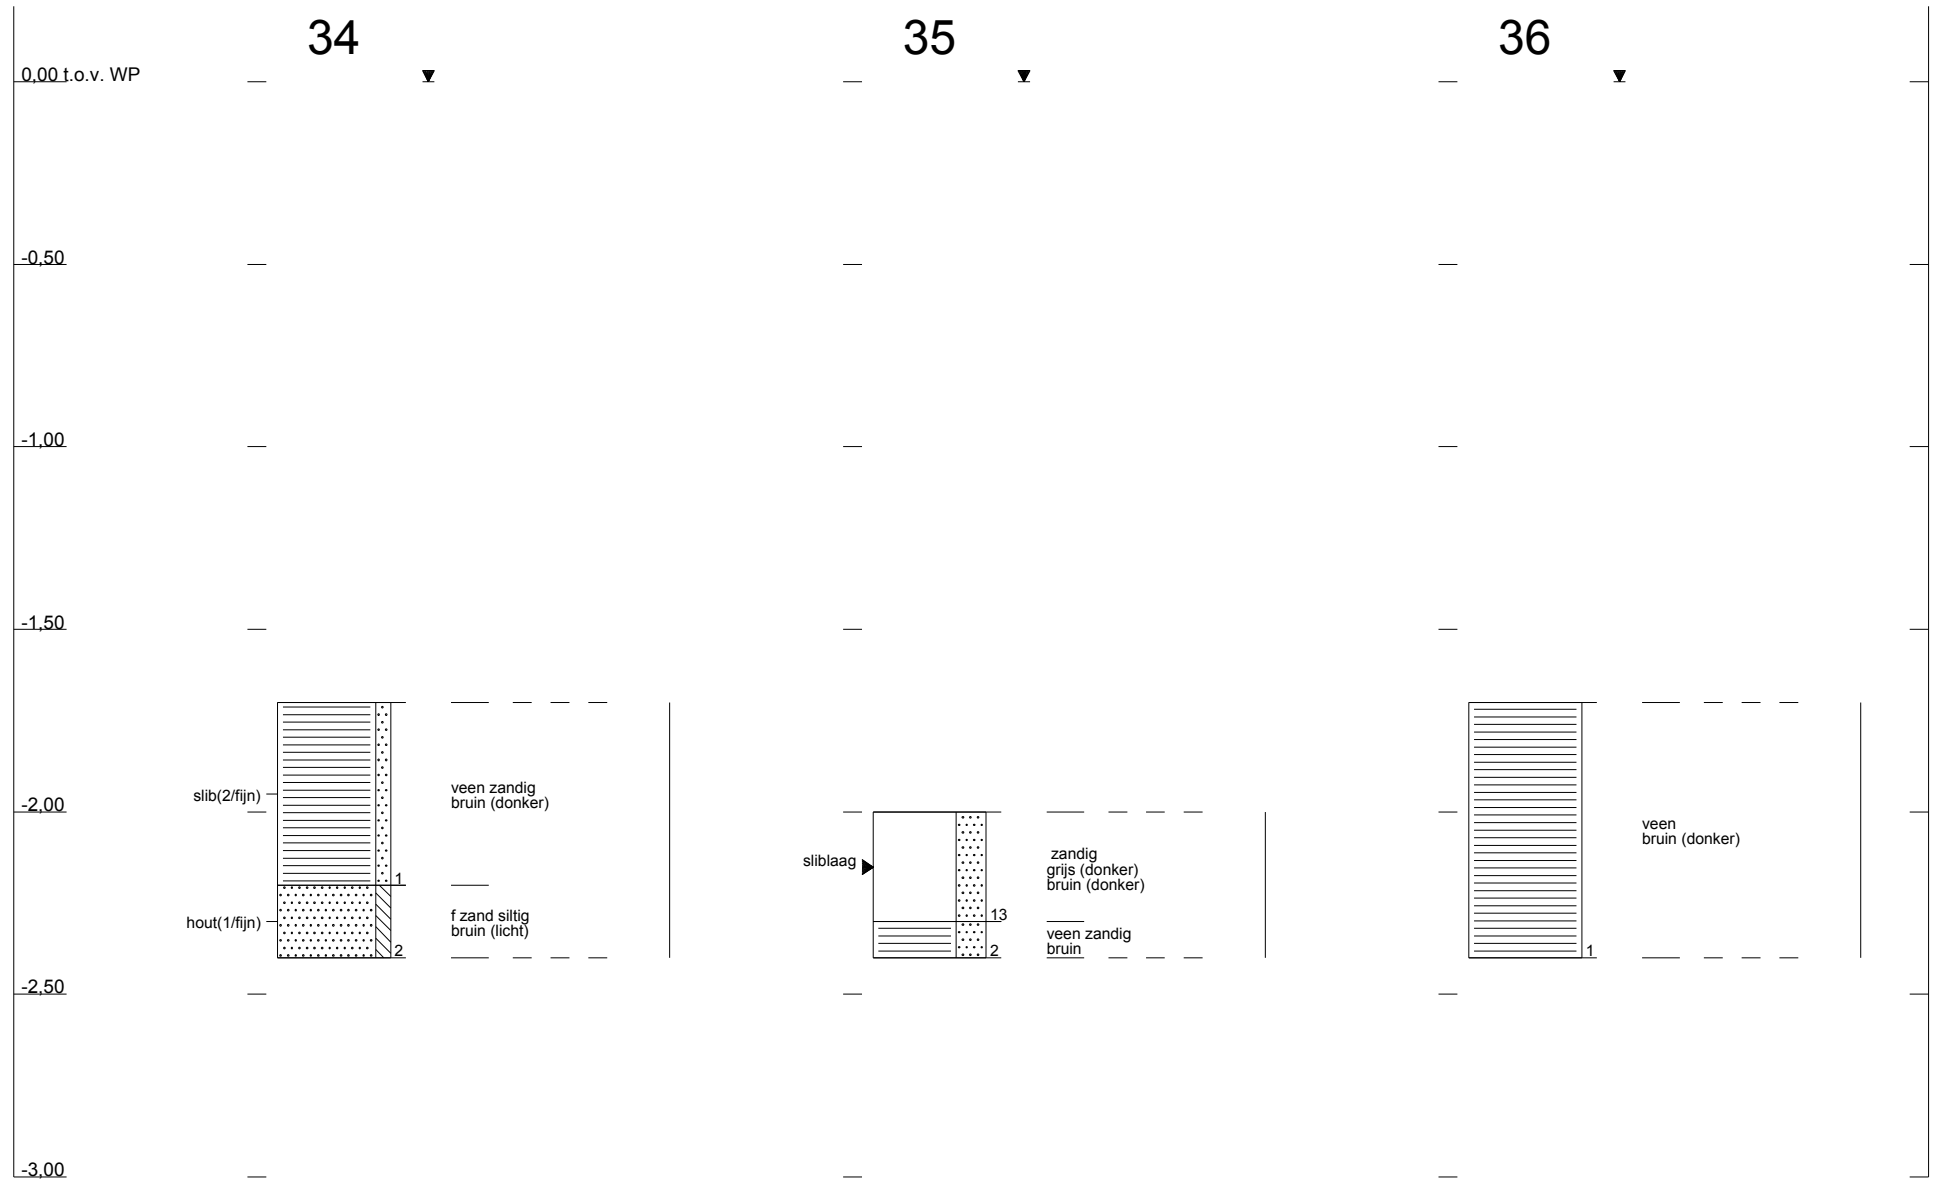 34
35
36
0,00 t.o.v. WP
-0,50
-1,00
-1,50
-2,00
-2,50
-3,00
slib(2/fijn)
veen zandig
bruin (donker)
1
hout(1/fijn)
f zand siltig
bruin (licht)
2
sliblaag
zandig
grijs (donker)
bruin (donker)
13
veen zandig
bruin
2
veen
bruin (donker)
1